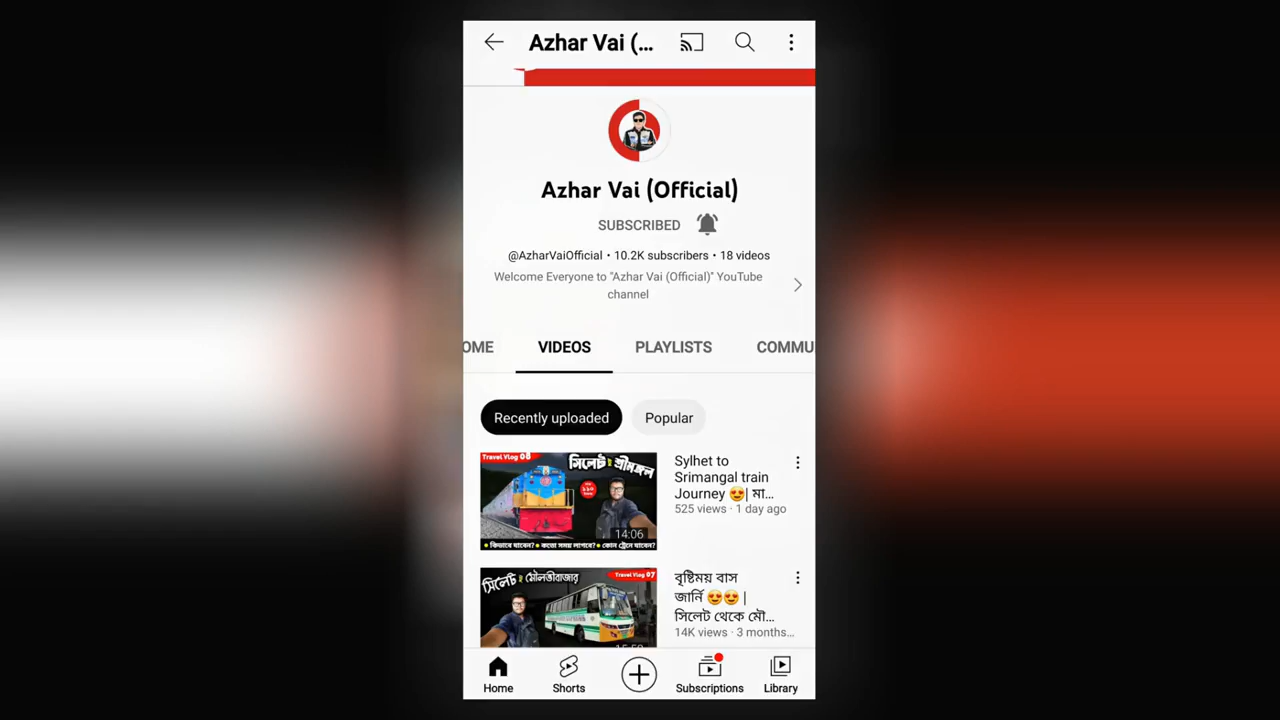 Azhar Vai (...
Azhar Vai (Official)
SUBSCRIBED
@AzharVaiOfficial • 10.2K subscribers • 18 videos
Welcome Everyone to "Azhar Vai (Official)" YouTube
channel
OME VIDEOS PLAYLISTS COMMU
Recently uploaded Popular
Travel Vlog 08
সিলেট টু শ্রীমঙ্গল
14:06
• কিভাবে যাবেন? • কতো সময় লাগবে? • কোন ট্রেনে যাবেন?
Sylhet to
Srimangal train
Journey 😍| মা...
525 views · 1 day ago
সিলেট টু মৌলভীবাজার
Travel Vlog 07
বৃষ্টিময় বাস
জার্নি 😍😍 |
সিলেট থেকে মৌ...
14K views · 3 months...
Home Shorts Subscriptions Library